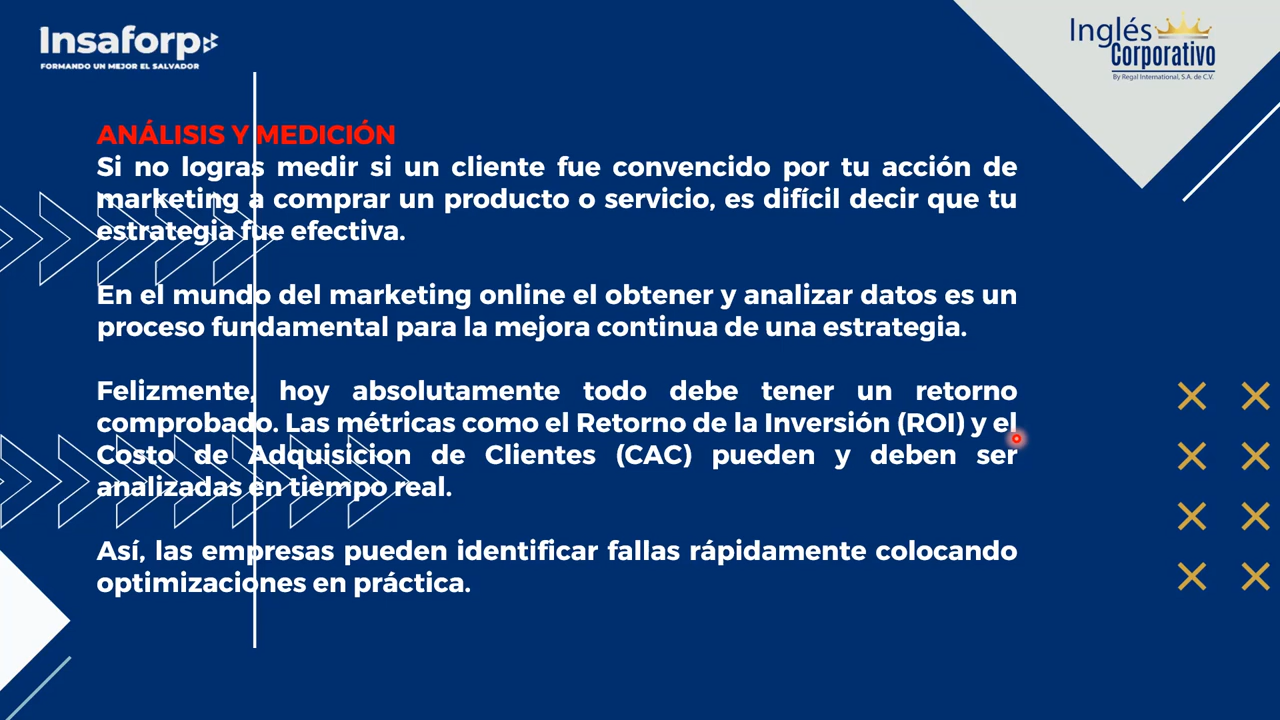 Insaforp
FORMANDO UN MEJOR EL SALVADOR
Inglés
Corporativo
By Regal International, S.A. de C.V.
ANÁLISIS Y MEDICIÓN
Si no logras medir si un cliente fue convencido por tu acción de
marketing a comprar un producto o servicio, es difícil decir que tu
estrategia fue efectiva.
En el mundo del marketing online el obtener y analizar datos es un
proceso fundamental para la mejora continua de una estrategia.
Felizmente, hoy absolutamente todo debe tener un retorno
comprobado. Las métricas como el Retorno de la Inversión (ROI) y el
Costo de Adquisicion de Clientes (CAC) pueden y deben ser
analizadas en tiempo real.
Así, las empresas pueden identificar fallas rápidamente colocando
optimizaciones en práctica.